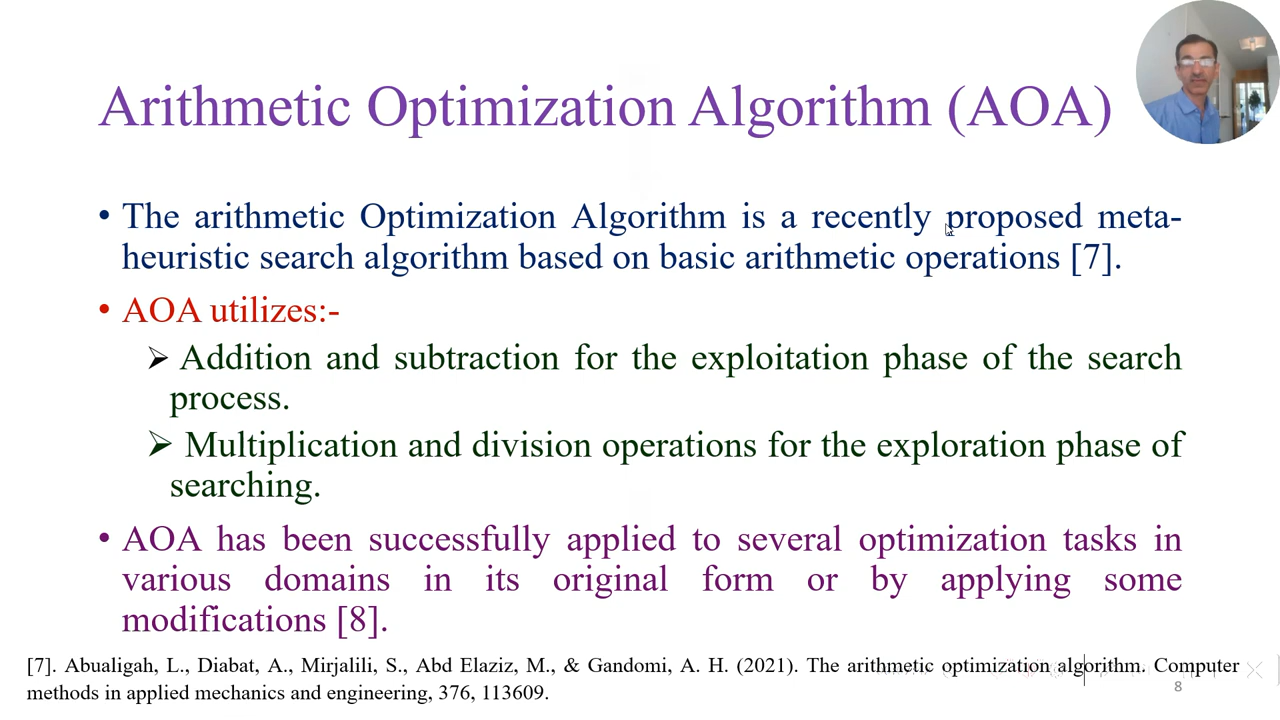 Arithmetic Optimization Algorithm (AOA)
• The arithmetic Optimization Algorithm is a recently proposed meta-
heuristic search algorithm based on basic arithmetic operations [7].
• AOA utilizes:-
➢ Addition and subtraction for the exploitation phase of the search
process.
➢ Multiplication and division operations for the exploration phase of
searching.
• AOA has been successfully applied to several optimization tasks in
various domains in its original form or by applying some
modifications [8].
[7]. Abualigah, L., Diabat, A., Mirjalili, S., Abd Elaziz, M., & Gandomi, A. H. (2021). The arithmetic optimization algorithm. Computer
methods in applied mechanics and engineering, 376, 113609.
8